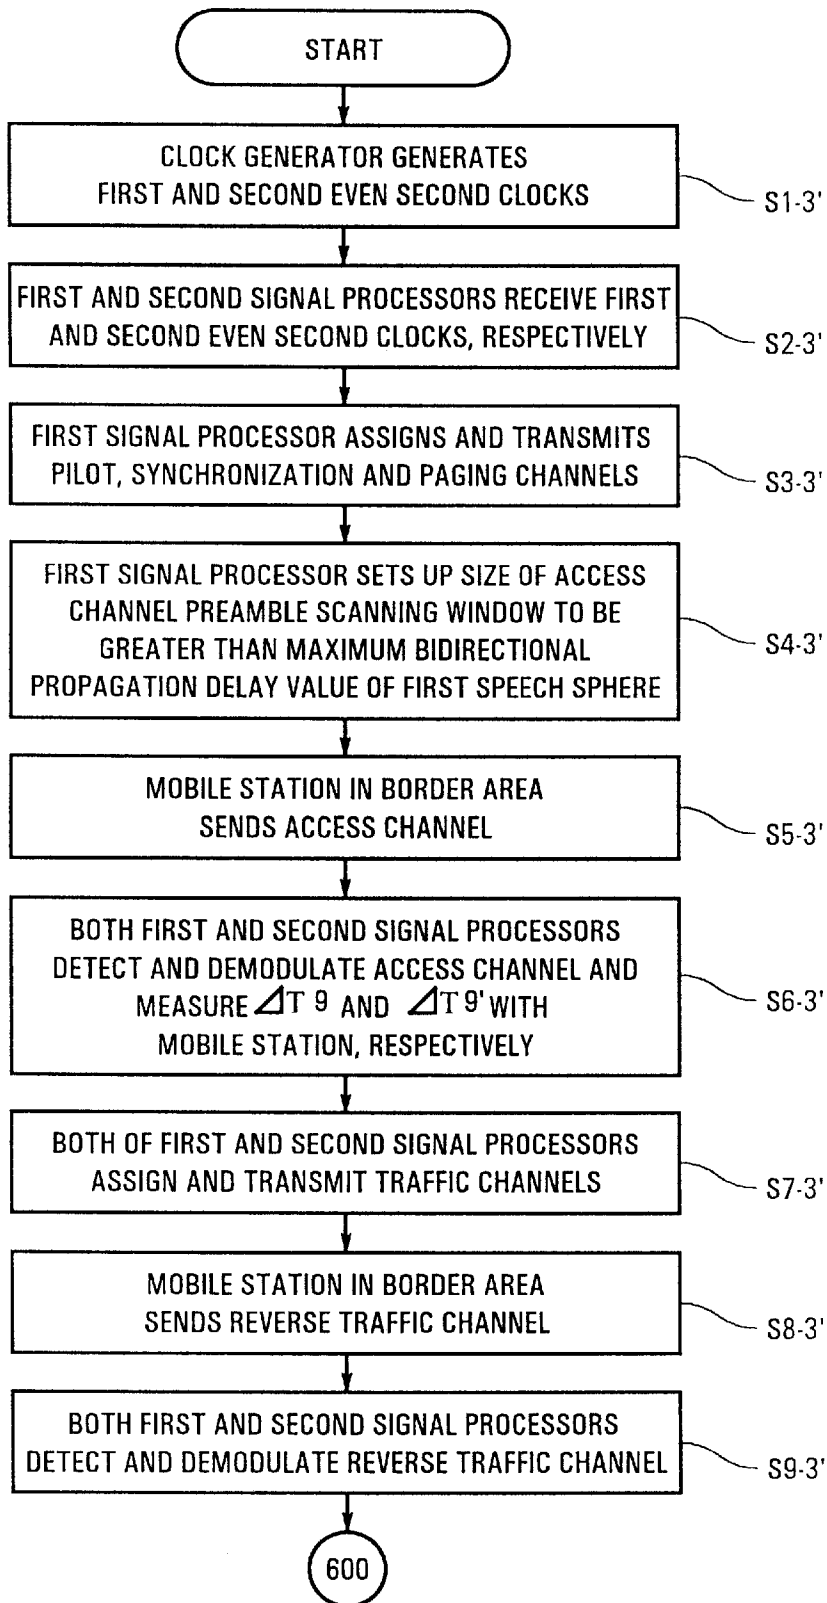 START
CLOCK GENERATOR GENERATES
FIRST AND SECOND EVEN SECOND CLOCKS
S1-3'
FIRST AND SECOND SIGNAL PROCESSORS RECEIVE FIRST
AND SECOND EVEN SECOND CLOCKS, RESPECTIVELY
S2-3'
FIRST SIGNAL PROCESSOR ASSIGNS AND TRANSMITS
PILOT, SYNCHRONIZATION AND PAGING CHANNELS
S3-3'
FIRST SIGNAL PROCESSOR SETS UP SIZE OF ACCESS
CHANNEL PREAMBLE SCANNING WINDOW TO BE
GREATER THAN MAXIMUM BIDIRECTIONAL
PROPAGATION DELAY VALUE OF FIRST SPEECH SPHERE
S4-3'
MOBILE STATION IN BORDER AREA
SENDS ACCESS CHANNEL
S5-3'
BOTH FIRST AND SECOND SIGNAL PROCESSORS
DETECT AND DEMODULATE ACCESS CHANNEL AND
MEASURE ⊿T 9 AND ⊿T 9' WITH
MOBILE STATION, RESPECTIVELY
S6-3'
BOTH OF FIRST AND SECOND SIGNAL PROCESSORS
ASSIGN AND TRANSMIT TRAFFIC CHANNELS
S7-3'
MOBILE STATION IN BORDER AREA
SENDS REVERSE TRAFFIC CHANNEL
S8-3'
BOTH FIRST AND SECOND SIGNAL PROCESSORS
DETECT AND DEMODULATE REVERSE TRAFFIC CHANNEL
S9-3'
600